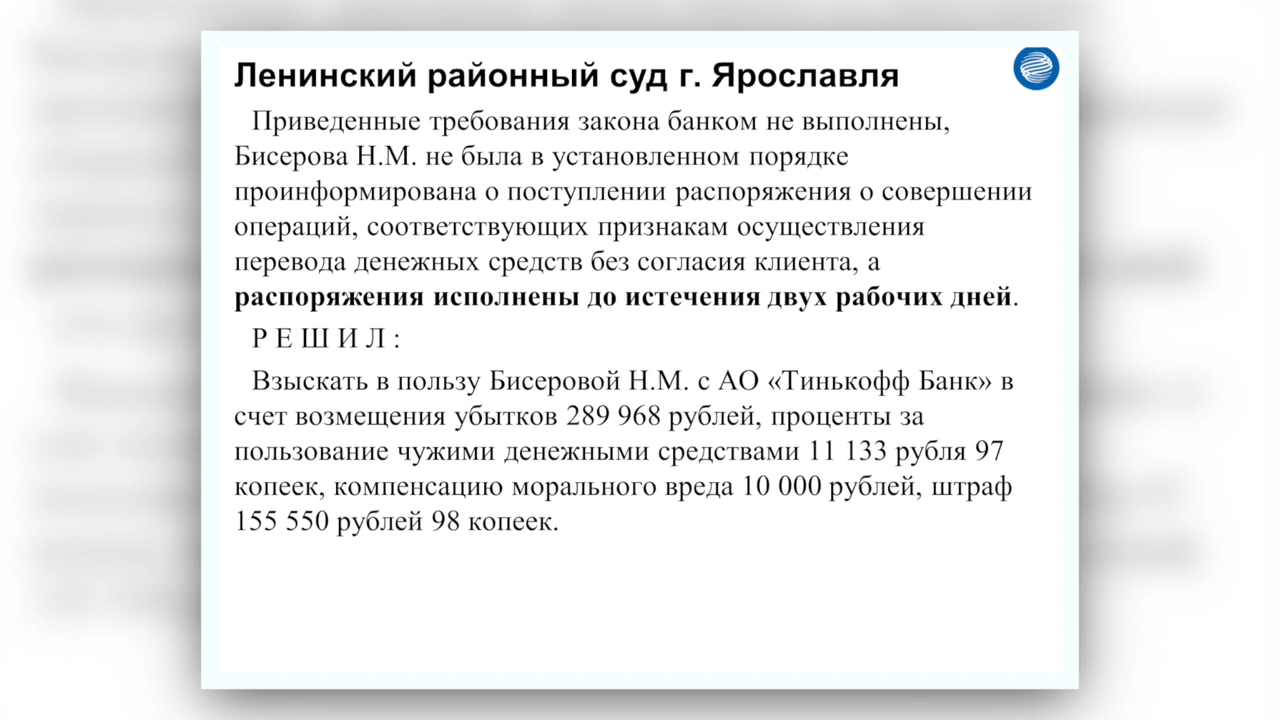 Ленинский районный суд г. Ярославля
Приведенные требования закона банком не выполнены,
Бисерова Н.М. не была в установленном порядке
проинформирована о поступлении распоряжения о совершении
операций, соответствующих признакам осуществления
перевода денежных средств без согласия клиента, а
распоряжения исполнены до истечения двух рабочих дней.
Р Е Ш И Л :
Взыскать в пользу Бисеровой Н.М. с АО «Тинькофф Банк» в
счет возмещения убытков 289 968 рублей, проценты за
пользование чужими денежными средствами 11 133 рубля 97
копеек, компенсацию морального вреда 10 000 рублей, штраф
155 550 рублей 98 копеек.